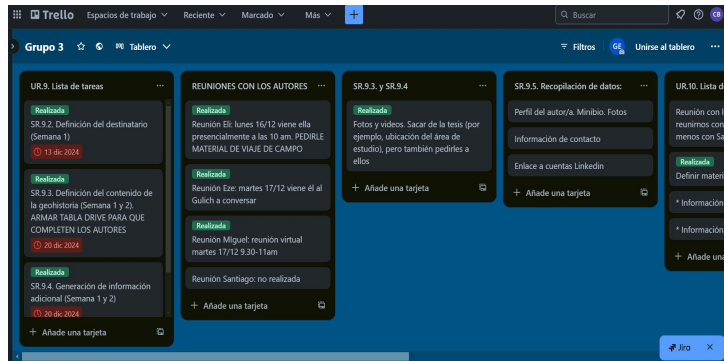 Trello
Espacios de trabajo
Reciente
Marcado
Más
+
Buscar
CB
Grupo 3
Tablero
Filtros
GE
Unirse al tablero
UR.9. Lista de tareas
Realizada
SR.9.2. Definición del destinatario
(Semana 1)
13 dic 2024
Realizada
SR.9.3. Definición del contenido de
la geohistoria (Semana 1 y 2).
ARMAR TABLA DRIVE PARA QUE
COMPLETEN LOS AUTORES
20 dic 2024
Realizada
SR.9.4. Generación de información
adicional (Semana 1 y 2)
20 dic 2024
+ Añade una tarjeta
REUNIONES CON LOS AUTORES
Realizada
Reunión Eli: lunes 16/12 viene ella
presencialmente a las 10 am. PEDIRLE
MATERIAL DE VIAJE DE CAMPO
Realizada
Reunión Eze: martes 17/12 viene él al
Gulich a conversar
Realizada
Reunión MIguel: reunión virtual
martes 17/12 9.30-11am
Reunión Santiago: no realizada
+ Añade una tarjeta
SR.9.3. y SR.9.4
Realizada
Fotos y videos. Sacar de la tesis (por
ejemplo, ubicación del área de
estudio), pero también pedirles a
ellos
+ Añade una tarjeta
SR.9.5. Recopilación de datos:
Perfil del autor/a. Minibio. Fotos
Información de contacto
Enlace a cuentas Linkedin
+ Añade una tarjeta
UR.10. Lista d
Reunión con l
reunirnos con
menos con Sa
Realizada
Definir materi
* Información
* Información
+ Añade una
Jira